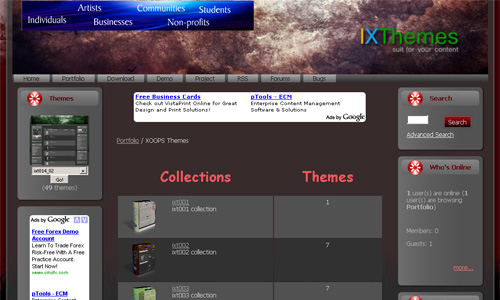 Artists
Communities
Students
Individuals
Businesses
Non-profits
IXThemes
suit for your content
Home
Portfolio
Download
Demo
Project
RSS
Forums
Bugs
Themes
ixt014_02
Go!
(49 themes)
Ads by Google
Free Forex Demo
Account
Learn To Trade Forex
Risk-Free With A Free
Practice Account.
Start Now!
pTools - ECM
Enterprise Content
Free Business Cards
Check out VistaPrint Online for Great
Design and Print Solutions!
pTools - ECM
Enterprise Content Management
Software & Solutions
Ads by Google
Portfolio / XOOPS Themes
Collections
Themes
ixt001
ixt001 collection
1
ixt002
ixt002 collection
7
ixt003
ixt003 collection
7
Search
Search
Advanced Search
Who's Online
1 user(s) are online (1
user(s) are browsing
Portfolio)
Members: 0
Guests: 1
more...